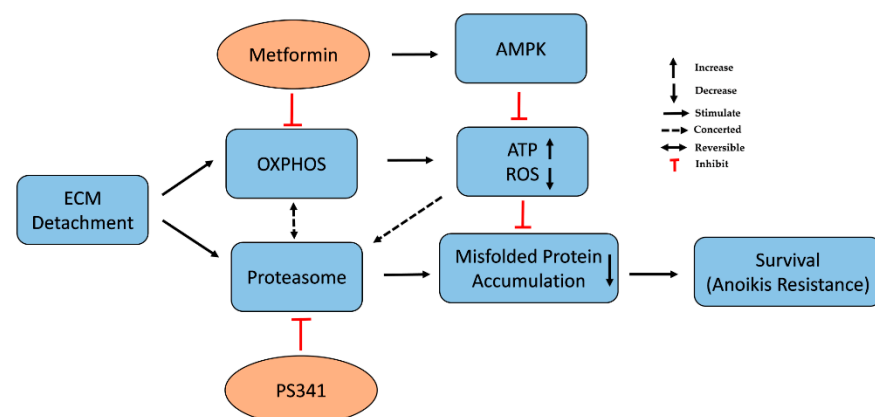 Metformin
AMPK
Increase
Decrease
Stimulate
Concerted
Reversible
Inhibit
OXPHOS
ATP
ROS
ECM
Detachment
Proteasome
Misfolded Protein
Accumulation
Survival
(Anoikis Resistance)
PS341